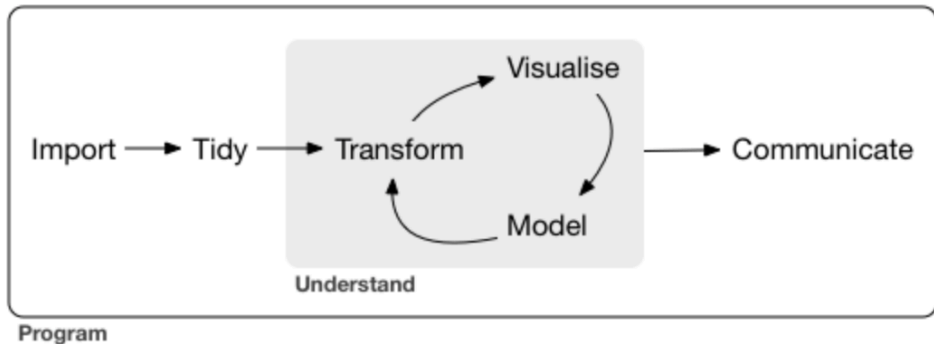 Visualise
Import Tidy Transform Communicate
Model
Understand
Program